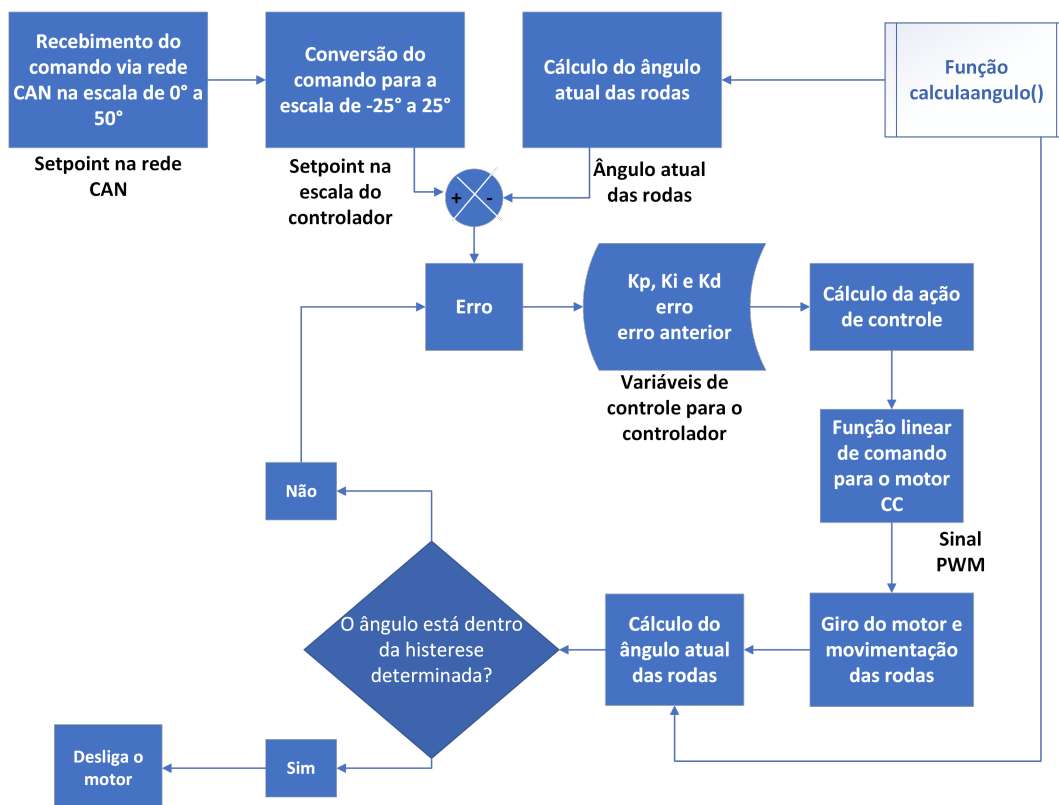 Recebimento do
comando via rede
CAN na escala de 0° a
50°
Setpoint na rede
CAN
Conversão do
comando para a
escala de -25° a 25°
Setpoint na
escala do
controlador
Cálculo do ângulo
atual das rodas
Ângulo atual
das rodas
Função
calculaangulo()
+
-
Erro
Kp, Ki e Kd
erro
erro anterior
Variáveis de
controle para o
controlador
Cálculo da ação
de controle
Função linear
de comando
para o motor
CC
Sinal
PWM
Giro do motor e
movimentação
das rodas
Cálculo do
ângulo atual
das rodas
O ângulo está dentro
da histerese
determinada?
Não
Sim
Desliga o
motor